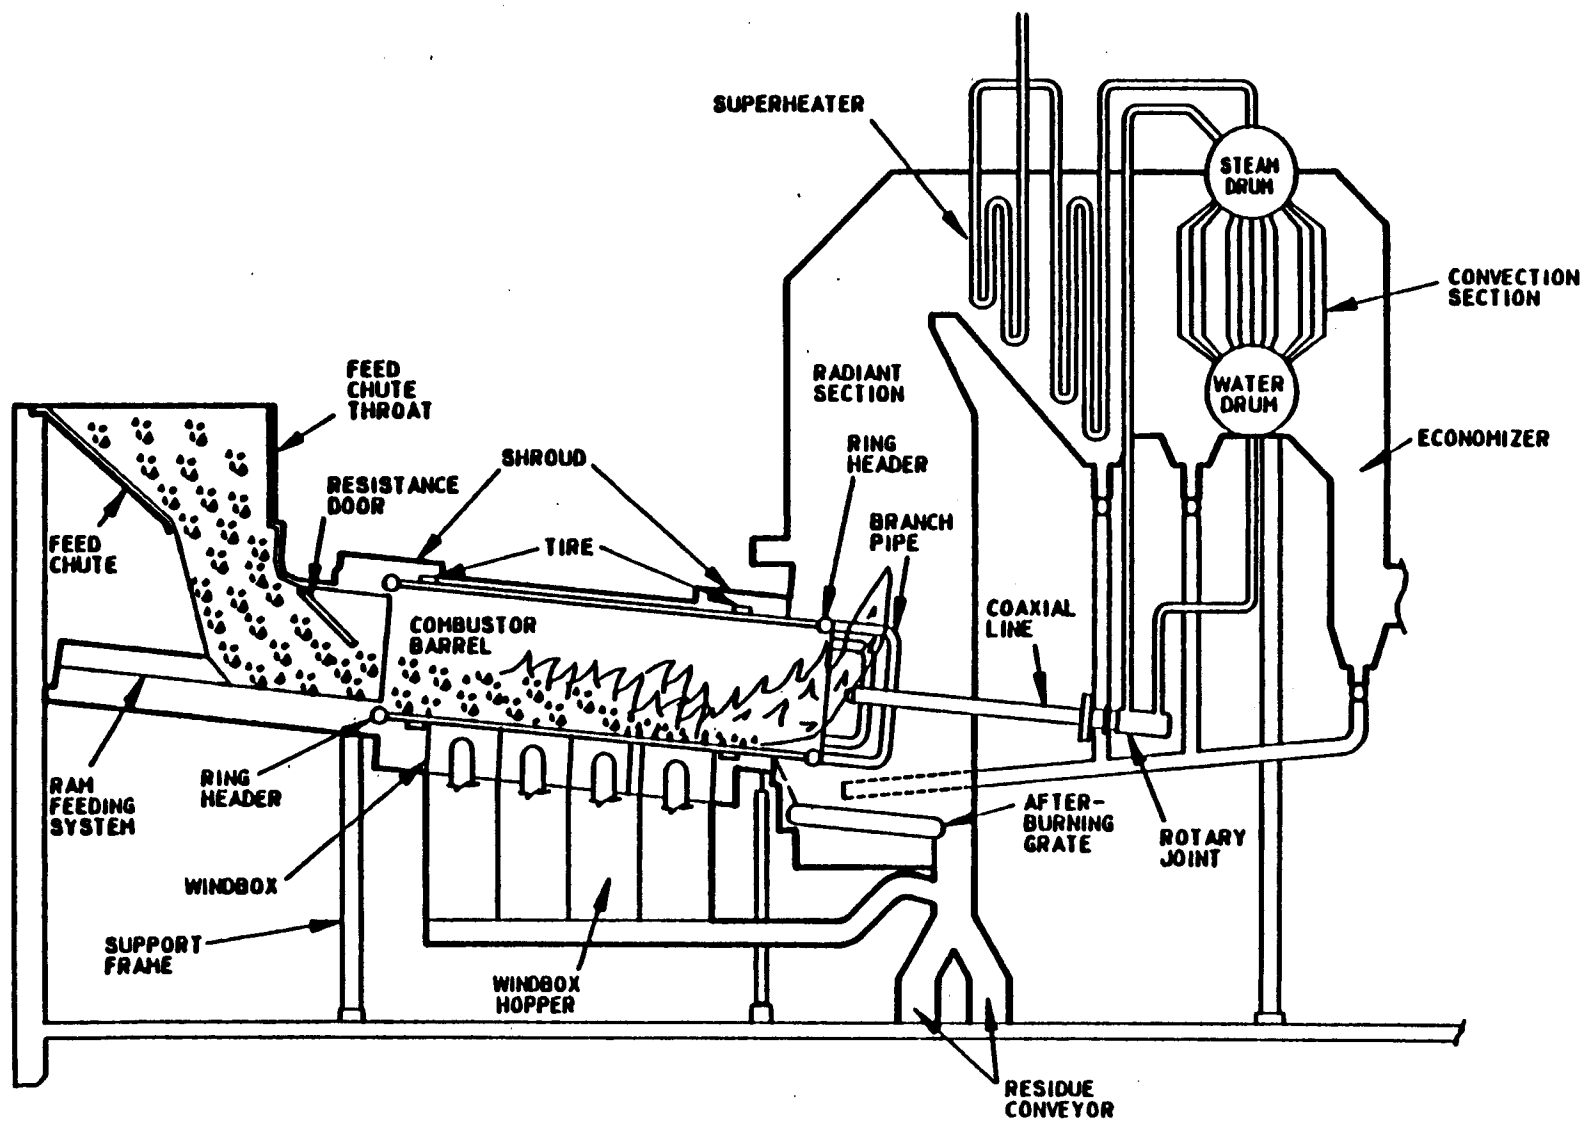 SUPERHEATER
STEAM
DRUM
CONVECTION
SECTION
FEED
CHUTE
THROAT
RADIANT
SECTION
WATER
DRUM
RING
HEADER
ECONOMIZER
SHROUD
RESISTANCE
DOOR
BRANCH
PIPE
FEED
CHUTE
TIRE
COMBUSTOR
BARREL
COAXIAL
LINE
RAM
FEEDING
SYSTEM
RING
HEADER
AFTER-
BURNING
GRATE
ROTARY
JOINT
WINDBOX
SUPPORT
FRAME
WINDBOX
HOPPER
RESIDUE
CONVEYOR